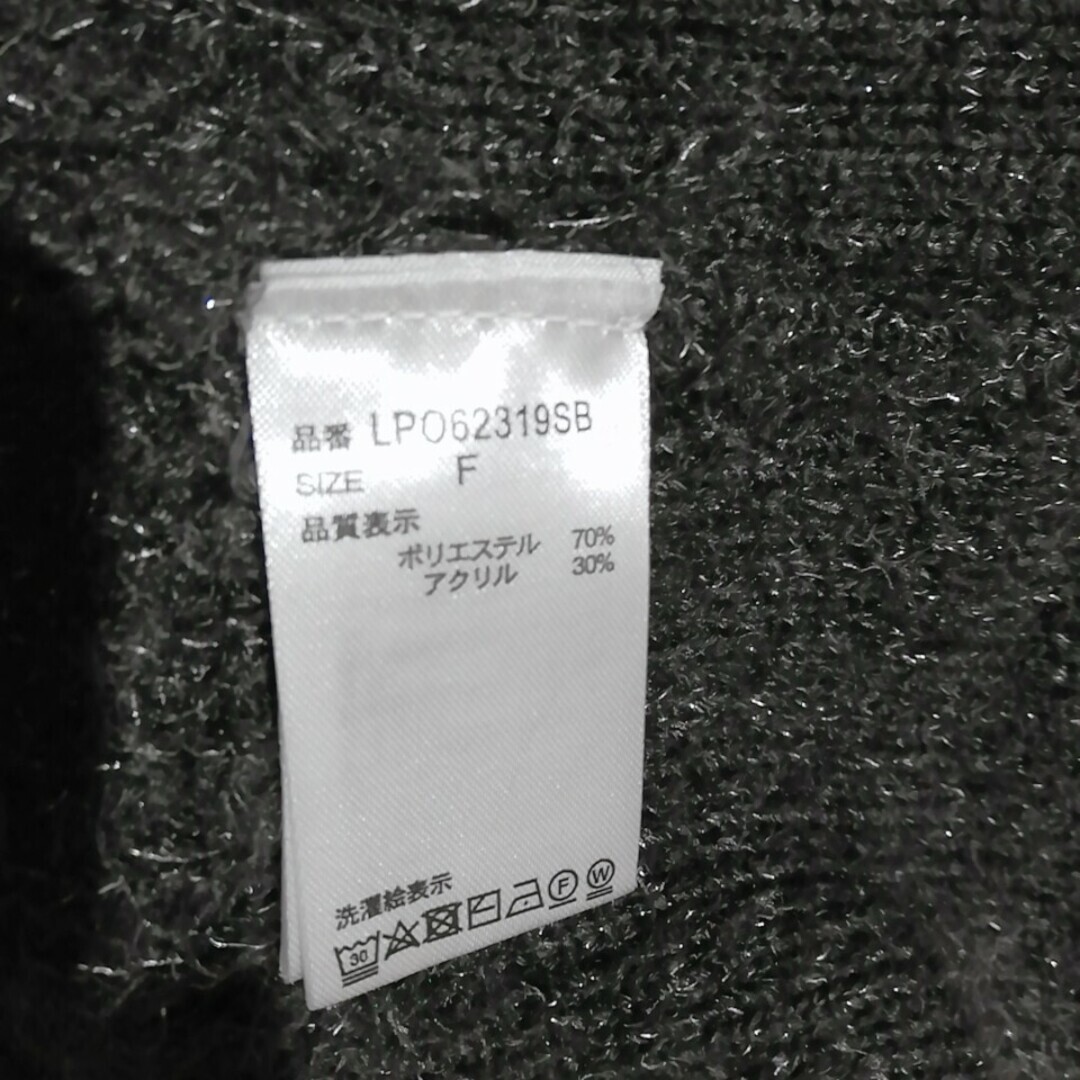 品番 LPO62319SB
SIZE F
品質表示
ポリエステル 70%
アクリル 30%
洗濯絵表示
30 F W